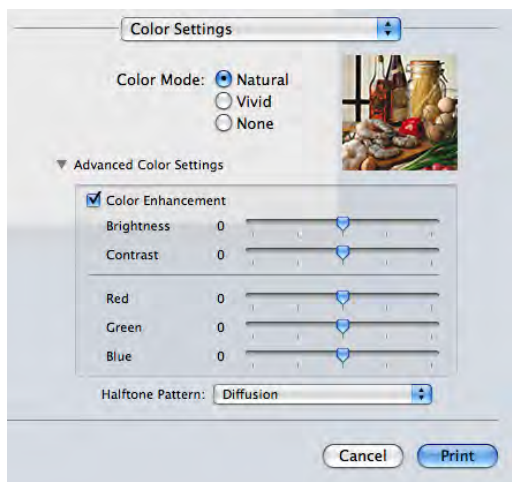 Color Settings
Color Mode: Natural
Vivid
None
Advanced Color Settings
Color Enhancement
Brightness 0
Contrast 0
Red 0
Green 0
Blue 0
Halftone Pattern: Diffusion
Cancel Print